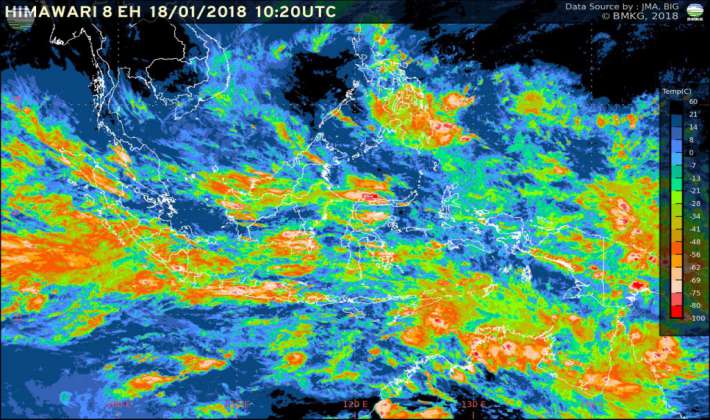 HIMAWARI 8 EH 18/01/2018 10:20UTC
Data Source by : JMA, BIG
© BMKG, 2018
BMKG
Temp(C)
60
21
14
8
0
-7
-13
-21
-28
-34
-41
-48
-56
-62
-69
-75
-80
-100
120 E
130 E